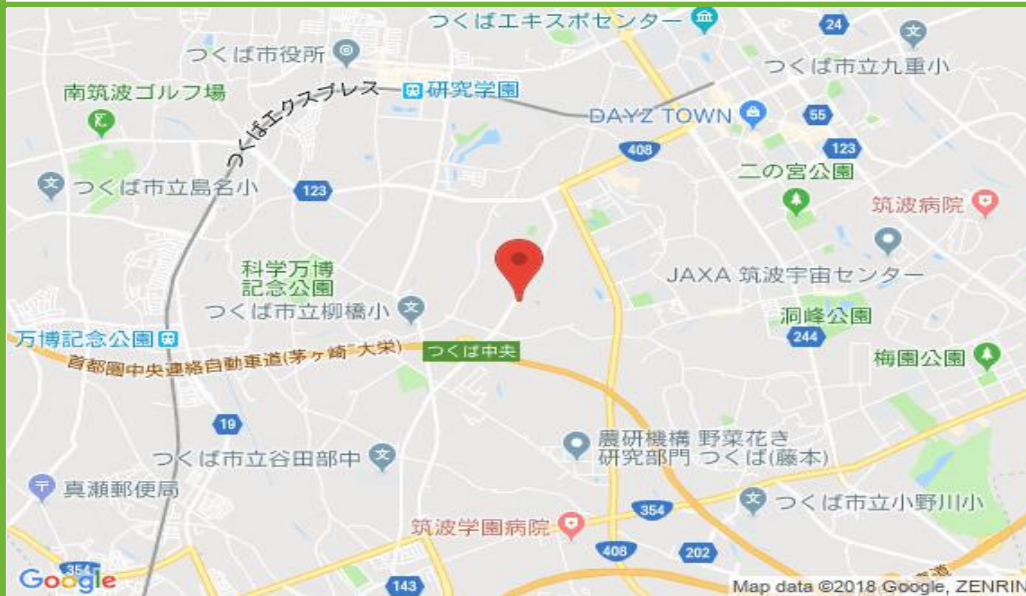 つくばエキスポセンター
24
つくば市役所
つくば市立九重小
南筑波ゴルフ場
研究学園
つくばエクスプレス
DAYZ TOWN
55
408
123
二の宮公園
つくば市立島名小
123
筑波病院
科学万博
記念公園
JAXA 筑波宇宙センター
つくば市立柳橋小
洞峰公園
万博記念公園
244
首都圏中央連絡自動車道(茅ヶ崎~大栄)
つくば中央
梅園公園
19
農研機構 野菜花き
研究部門 つくば(藤本)
つくば市立谷田部中
真瀬郵便局
つくば市立小野川小
354
筑波学園病院
408
202
354
Google
143
車道
Map data ©2018 Google, ZENRIN